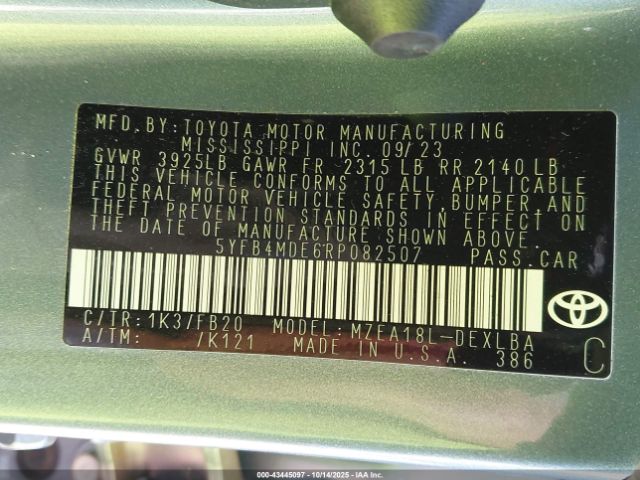 MFD.BY: TOYOTA MOTOR MANUFACTURING
MISSISSIPPI INC. 09/23
GVWR 3925LB GAWR FR 2315 LB RR 2140 LB
THIS VEHICLE CONFORMS TO ALL APPLICABLE
FEDERAL MOTOR VEHICLE SAFETY, BUMPER AND
THEFT PREVENTION STANDARDS IN EFFECT ON
THE DATE OF MANUFACTURE SHOWN ABOVE.
5YFB4MDE6RP082507 PASS.CAR
C/TR: 1K3/FB20 MODEL: MZEA18L-DEXLBA
A/TM: /K121 MADE IN U.S.A. 386 C
000-43445097 - 10/14/2025 - IAAI.COM